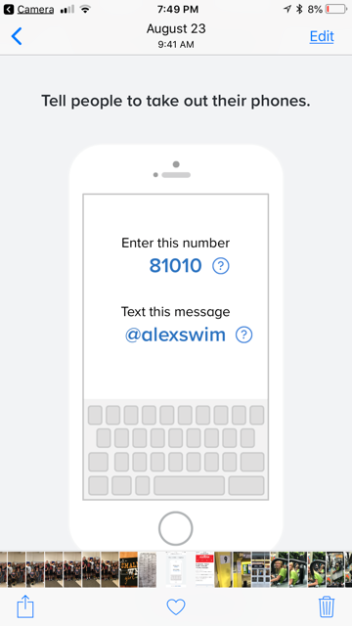 Camera 7:49 PM 8%
August 23
9:41 AM
Edit
Tell people to take out their phones.
Enter this number
81010 ?
Text this message
@alexswim ?